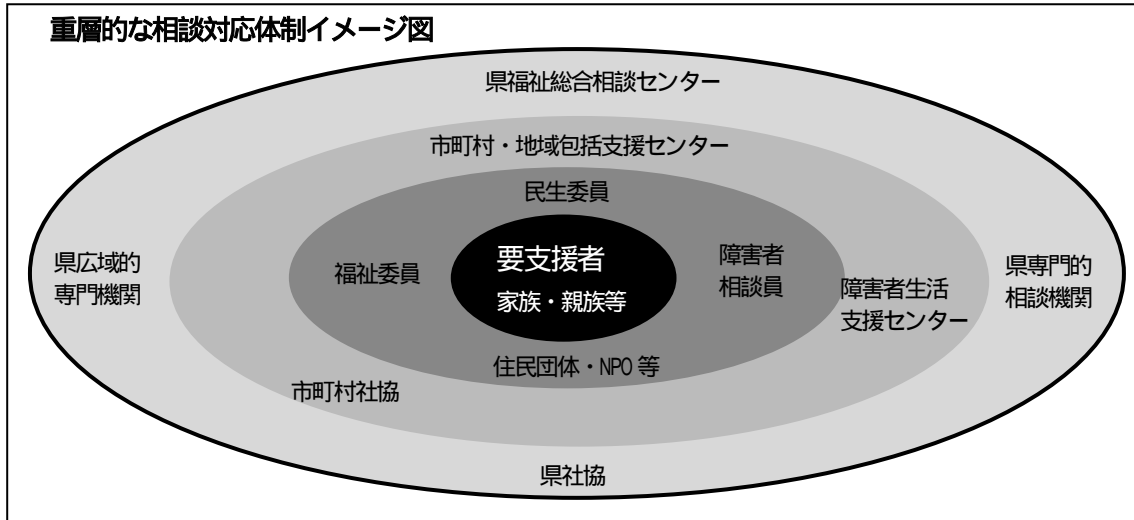 重層的な相談対応体制イメージ図
県福祉総合相談センター
市町村・地域包括支援センター
民生委員
要支援者
家族・親族等
福祉委員
障害者
相談員
県広域的
専門機関
障害者生活
支援センター
県専門的
相談機関
住民団体・NPO 等
市町村社協
県社協